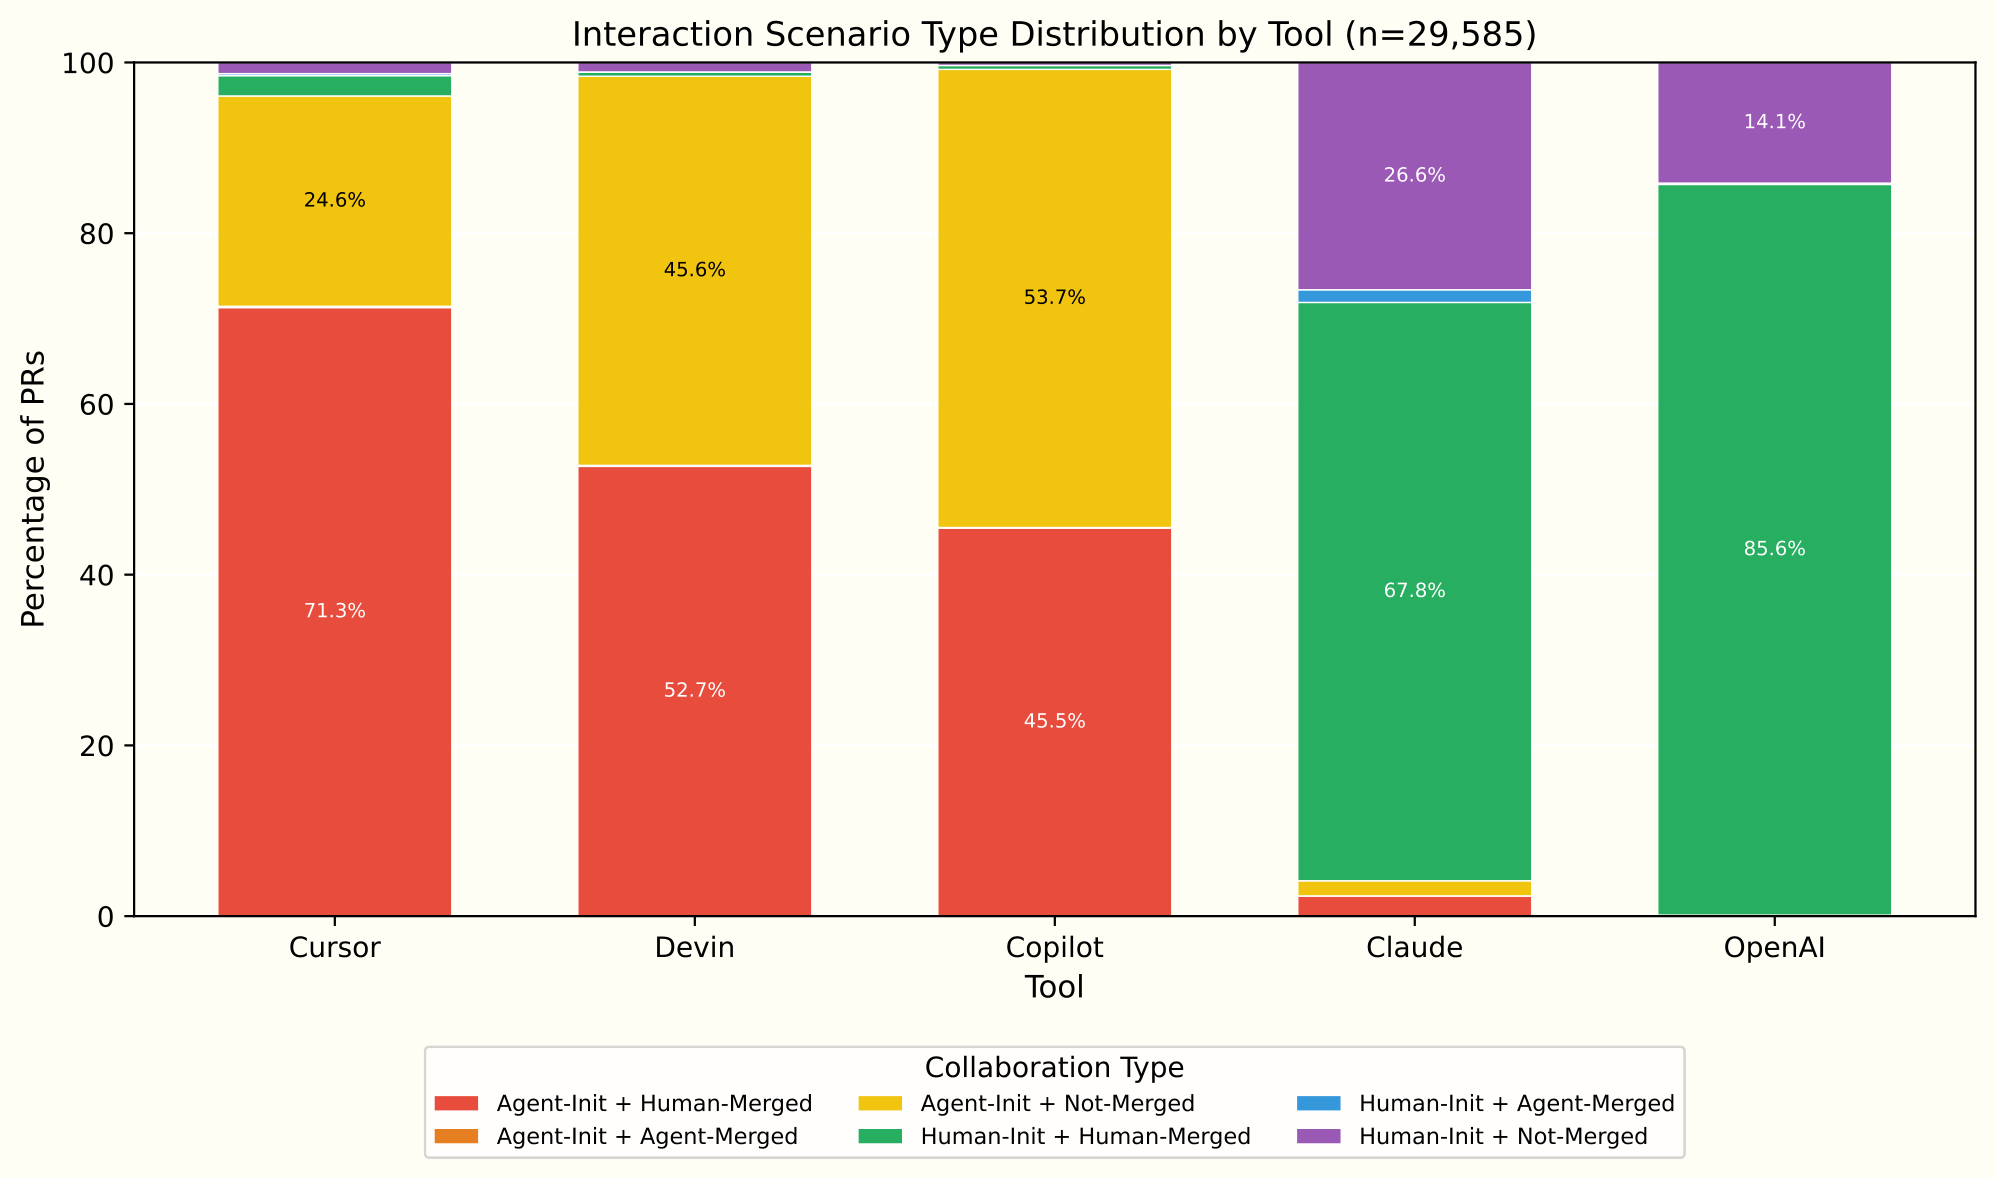 Interaction Scenario Type Distribution by Tool (n=29,585)
Percentage of PRs
100
80
60
40
20
0
24.6%
71.3%
45.6%
52.7%
53.7%
45.5%
26.6%
67.8%
14.1%
85.6%
Cursor Devin Copilot Claude OpenAI
Tool
Collaboration Type
Agent-Init + Human-Merged Agent-Init + Not-Merged Human-Init + Agent-Merged
Agent-Init + Agent-Merged Human-Init + Human-Merged Human-Init + Not-Merged